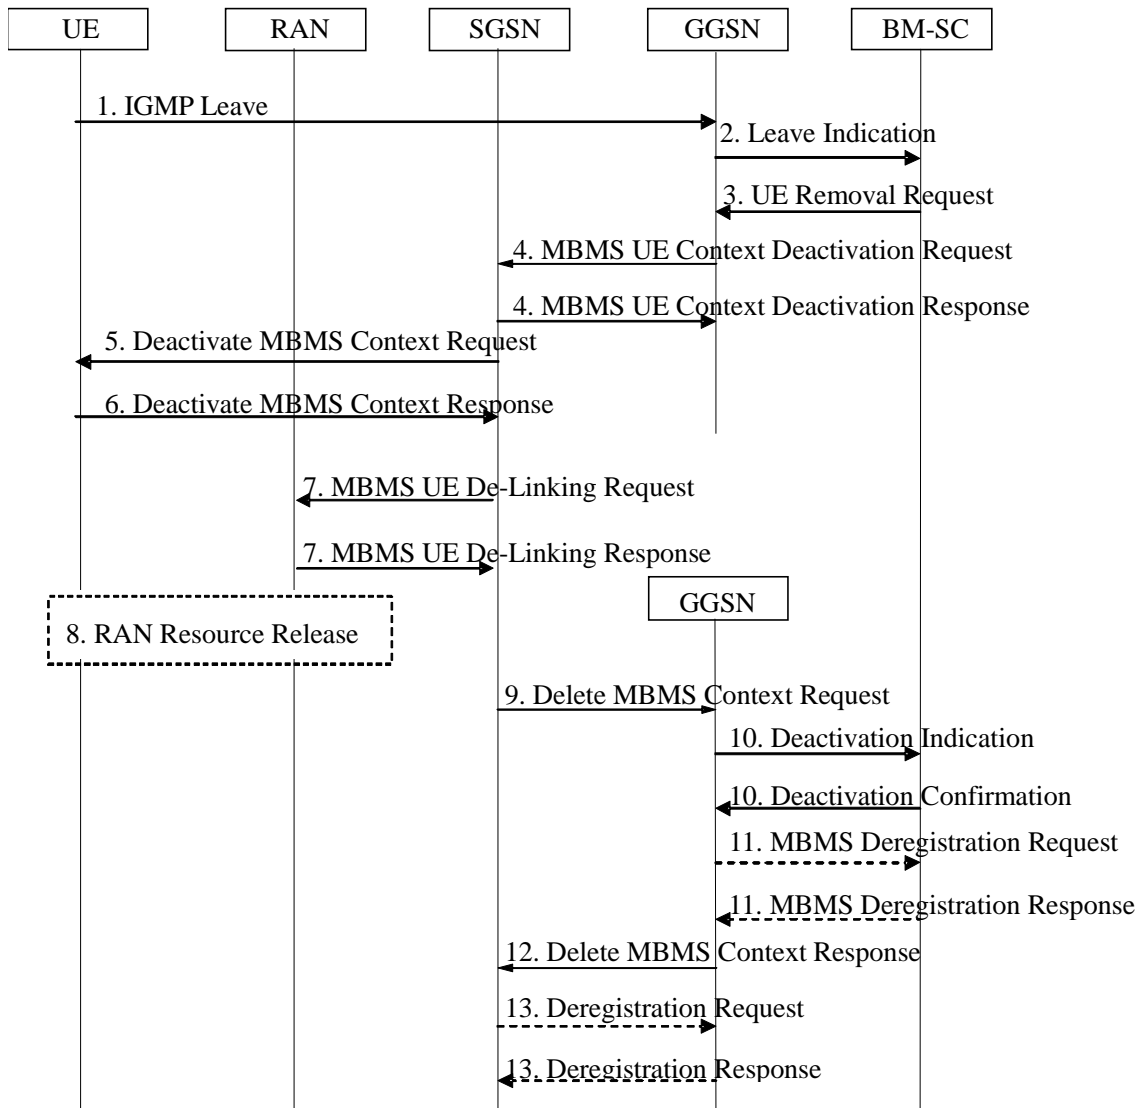 UE
RAN
SGSN
GGSN
BM-SC
1. IGMP Leave
2. Leave Indication
3. UE Removal Request
4. MBMS UE Context Deactivation Request
4. MBMS UE Context Deactivation Response
5. Deactivate MBMS Context Request
6. Deactivate MBMS Context Response
7. MBMS UE De-Linking Request
7. MBMS UE De-Linking Response
GGSN
8. RAN Resource Release
9. Delete MBMS Context Request
10. Deactivation Indication
10. Deactivation Confirmation
11. MBMS Deregistration Request
11. MBMS Deregistration Response
12. Delete MBMS Context Response
13. Deregistration Request
13. Deregistration Response